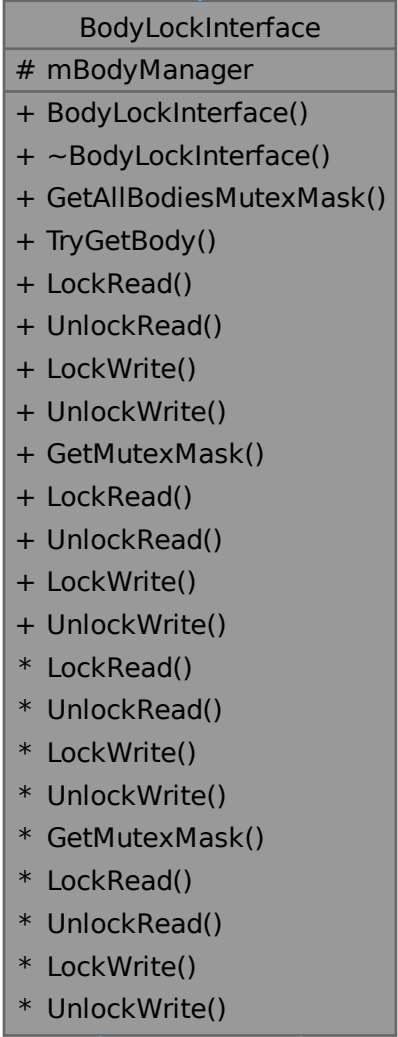 BodyLockInterface
# mBodyManager
+ BodyLockInterface()
+ ~BodyLockInterface()
+ GetAllBodiesMutexMask()
+ TryGetBody()
+ LockRead()
+ UnlockRead()
+ LockWrite()
+ UnlockWrite()
+ GetMutexMask()
+ LockRead()
+ UnlockRead()
+ LockWrite()
+ UnlockWrite()
* LockRead()
* UnlockRead()
* LockWrite()
* UnlockWrite()
* GetMutexMask()
* LockRead()
* UnlockRead()
* LockWrite()
* UnlockWrite()